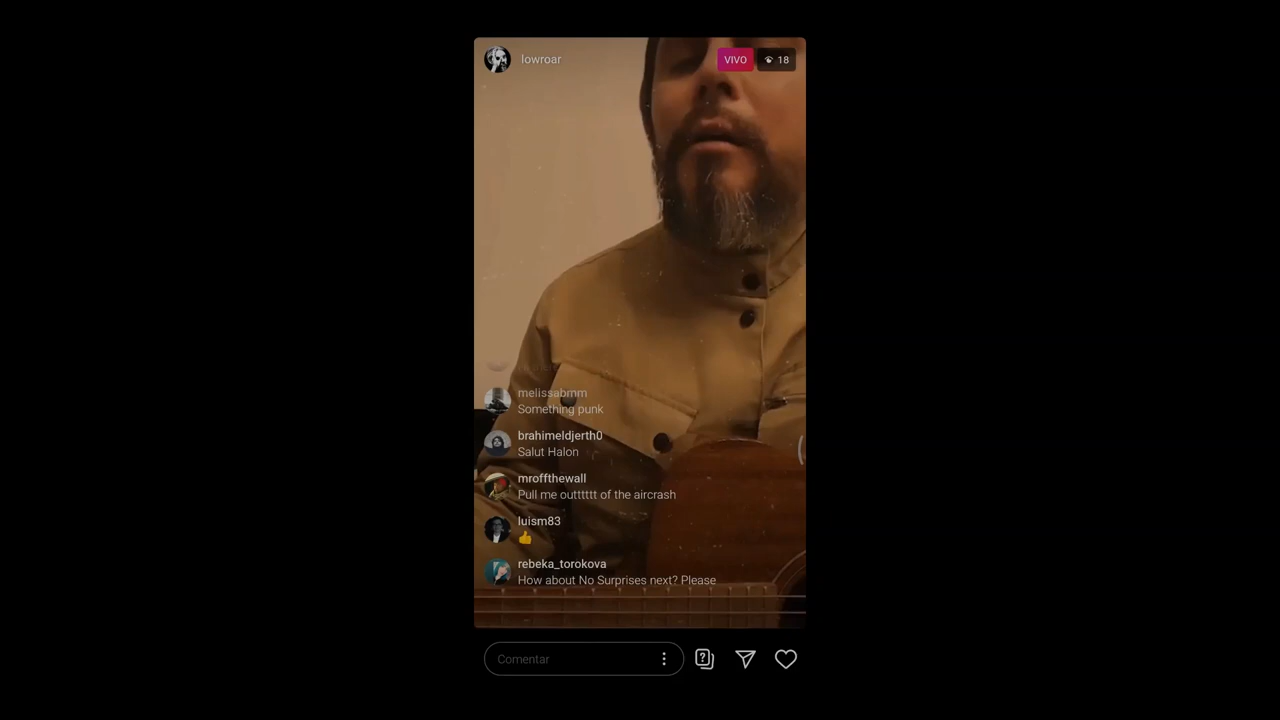 lowroar
VIVO
18
melissabmm
Something punk
brahimeldjerth0
Salut Halon
mroffthewall
Pull me outttttt of the aircrash
luism83
👍
rebeka_torokova
How about No Surprises next? Please
Comentar